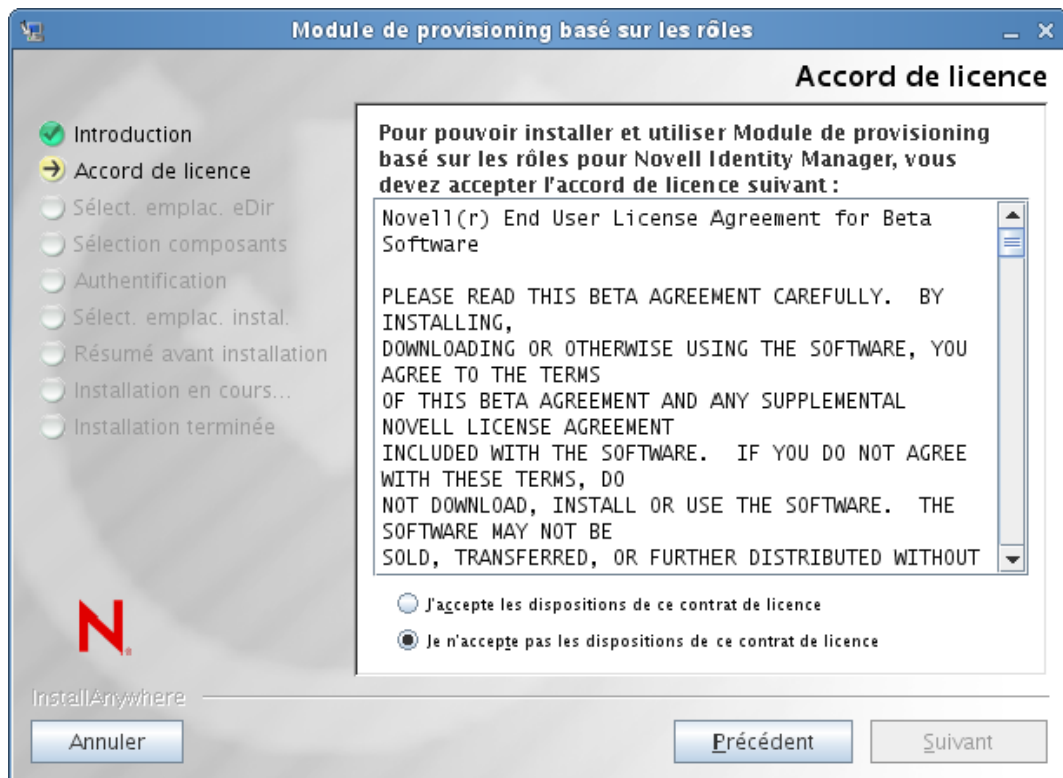 Module de provisioning basé sur les rôles
Accord de licence
Introduction
Accord de licence
Sélect. emplac. eDir
Sélection composants
Authentification
Sélect. emplac. instal.
Résumé avant installation
Installation en cours...
Installation terminée
Pour pouvoir installer et utiliser Module de provisioning
basé sur les rôles pour Novell Identity Manager, vous
devez accepter l'accord de licence suivant :
Novell(r) End User License Agreement for Beta
Software
PLEASE READ THIS BETA AGREEMENT CAREFULLY.  BY
INSTALLING,
DOWNLOADING OR OTHERWISE USING THE SOFTWARE, YOU
AGREE TO THE TERMS
OF THIS BETA AGREEMENT AND ANY SUPPLEMENTAL
NOVELL LICENSE AGREEMENT
INCLUDED WITH THE SOFTWARE.  IF YOU DO NOT AGREE
WITH THESE TERMS, DO
NOT DOWNLOAD, INSTALL OR USE THE SOFTWARE.  THE
SOFTWARE MAY NOT BE
SOLD, TRANSFERRED, OR FURTHER DISTRIBUTED WITHOUT
J'accepte les dispositions de ce contrat de licence
Je n'accepte pas les dispositions de ce contrat de licence
N
InstallAnywhere
Annuler
Précédent
Suivant